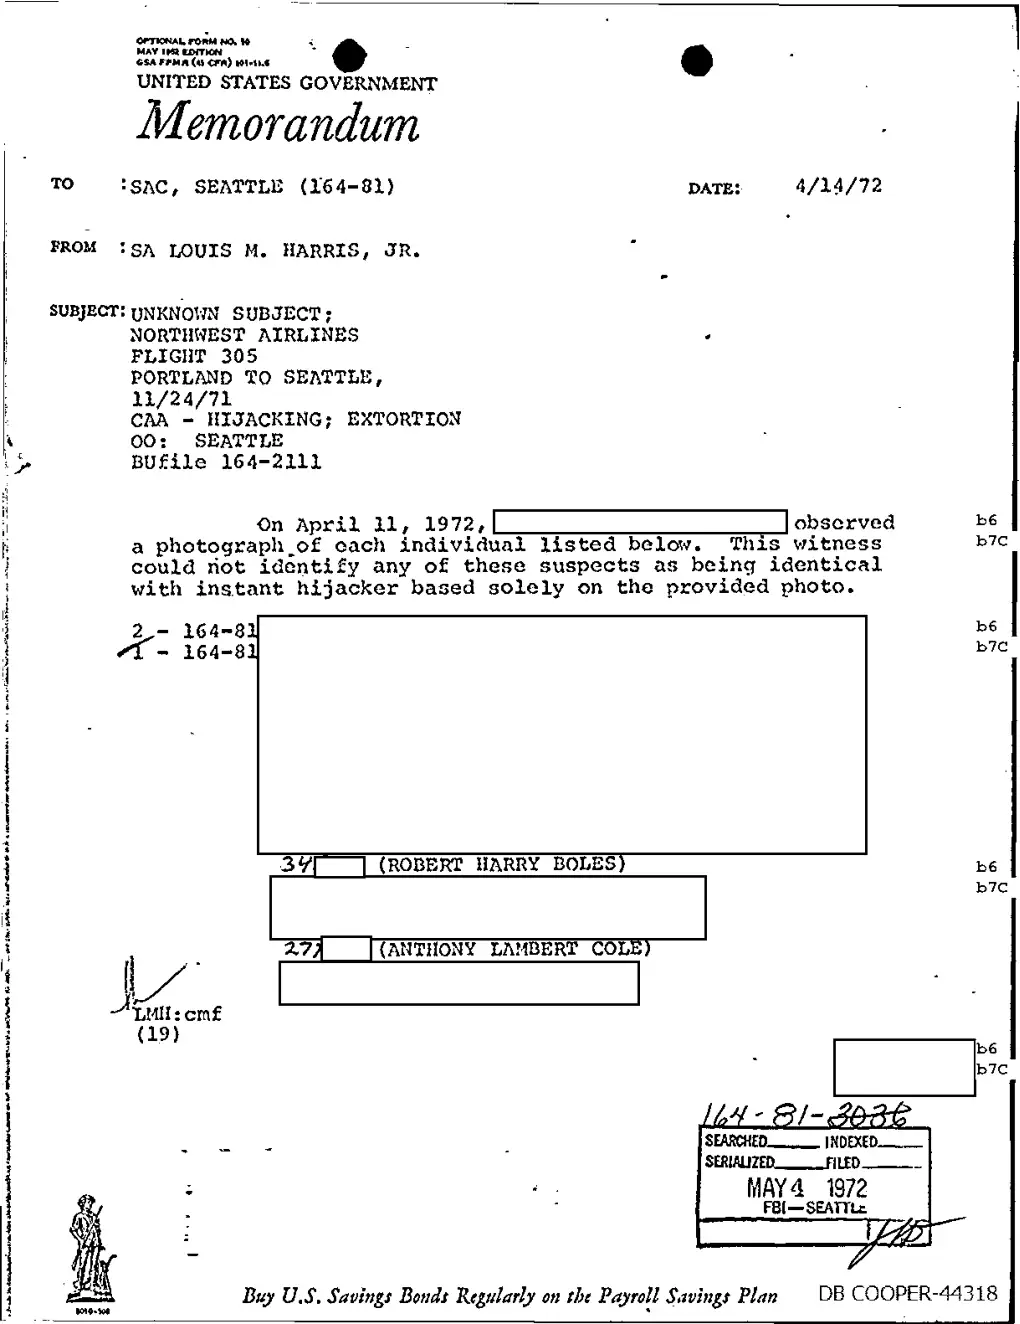 OPTIONAL FORM NO. 10
MAY 1962 EDITION
GSA FPMR (41 CFR) 101-11.6
UNITED STATES GOVERNMENT
Memorandum
TO : SAC, SEATTLE (164-81) DATE: 4/14/72
FROM : SA LOUIS M. HARRIS, JR.
SUBJECT: UNKNOWN SUBJECT;
NORTHWEST AIRLINES
FLIGHT 305
PORTLAND TO SEATTLE,
11/24/71
CAA - HIJACKING; EXTORTION
OO: SEATTLE
BUfile 164-2111
On April 11, 1972, observed b6
a photograph of each individual listed below. This witness b7C
could not identify any of these suspects as being identical
with instant hijacker based solely on the provided photo.
2 - 164-81 b6
1 - 164-81 b7C
34 (ROBERT HARRY BOLES) b6
b7C
27 (ANTHONY LAMBERT COLE)
LMH:cmf
(19)
b6
b7C
164-81-3036
SEARCHED INDEXED
SERIALIZED FILED
MAY 4 1972
FBI—SEATTLE
5010-108
Buy U.S. Savings Bonds Regularly on the Payroll Savings Plan
DB COOPER-44318